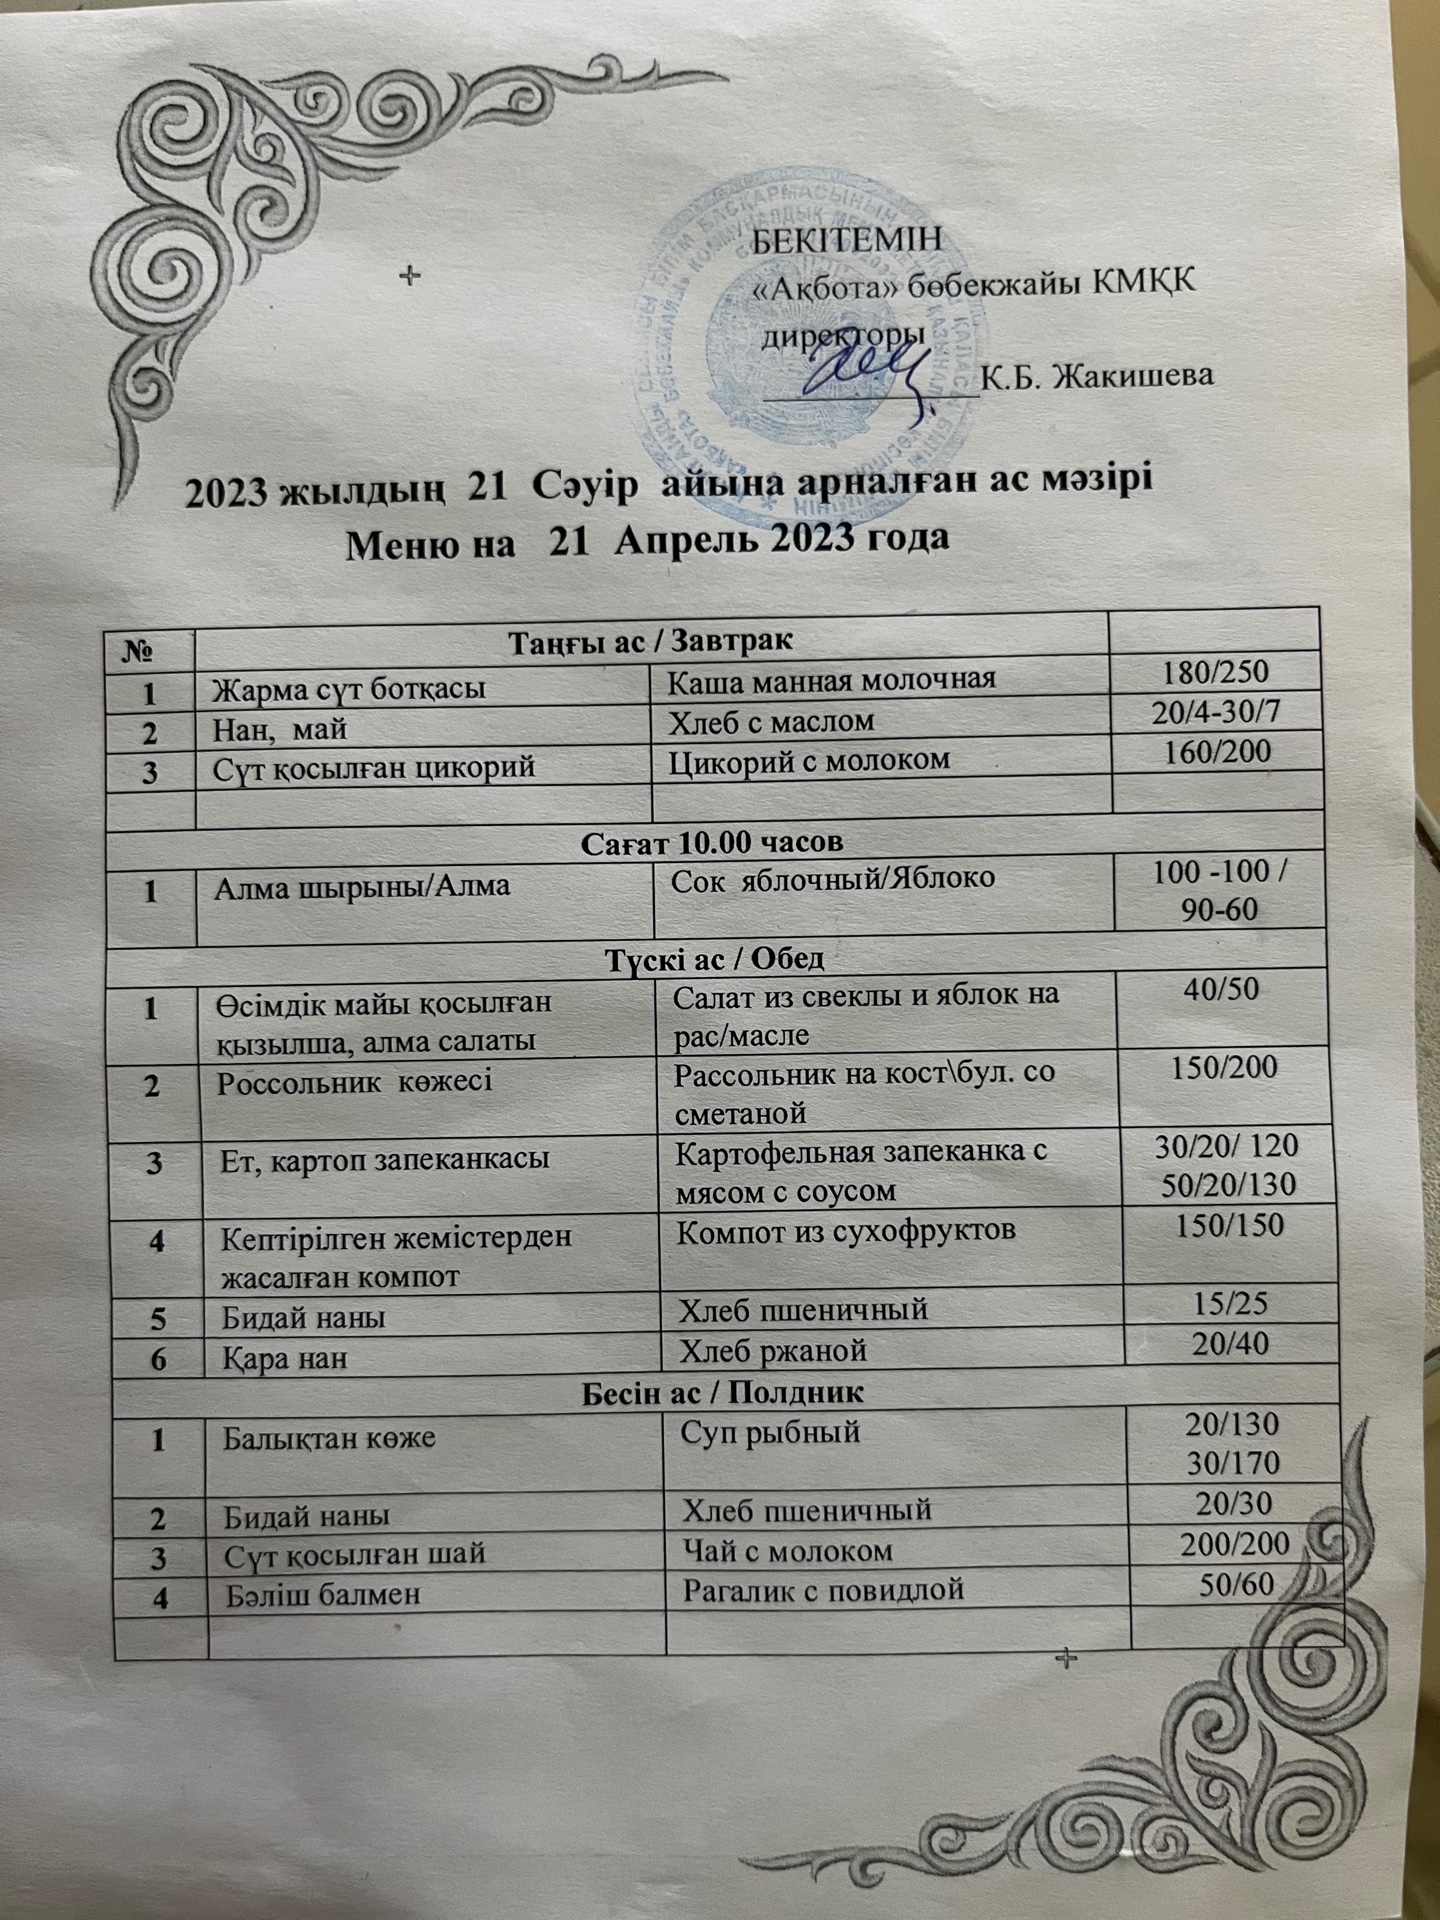 БЕКІТЕМІН
«Ақбота» бөбекжайы КМҚК
директоры
К.Б. Жакишева
2023 жылдың 21 Сәуір айына арналған ас мәзірі
Меню на 21 Апрель 2023 года
№ Таңғы ас / Завтрак
1 Жарма сүт ботқасы Каша манная молочная 180/250
2 Нан, май Хлеб с маслом 20/4-30/7
3 Сүт қосылған цикорий Цикорий с молоком 160/200
Сағат 10.00 часов
1 Алма шырыны/Алма Сок яблочный/Яблоко 100 -100 /
90-60
Түскі ас / Обед
1 Өсімдік майы қосылған Салат из свеклы и яблок на 40/50
қызылша, алма салаты рас/масле
2 Россольник көжесі Рассольник на кост\бул. со 150/200
сметаной
3 Ет, картоп запеканкасы Картофельная запеканка с 30/20/ 120
мясом с соусом 50/20/130
4 Кептірілген жемістерден Компот из сухофруктов 150/150
жасалған компот
5 Бидай наны Хлеб пшеничный 15/25
6 Қара нан Хлеб ржаной 20/40
Бесін ас / Полдник
1 Балықтан көже Суп рыбный 20/130
30/170
2 Бидай наны Хлеб пшеничный 20/30
3 Сүт қосылған шай Чай с молоком 200/200
4 Бәліш балмен Рагалик с повидлой 50/60